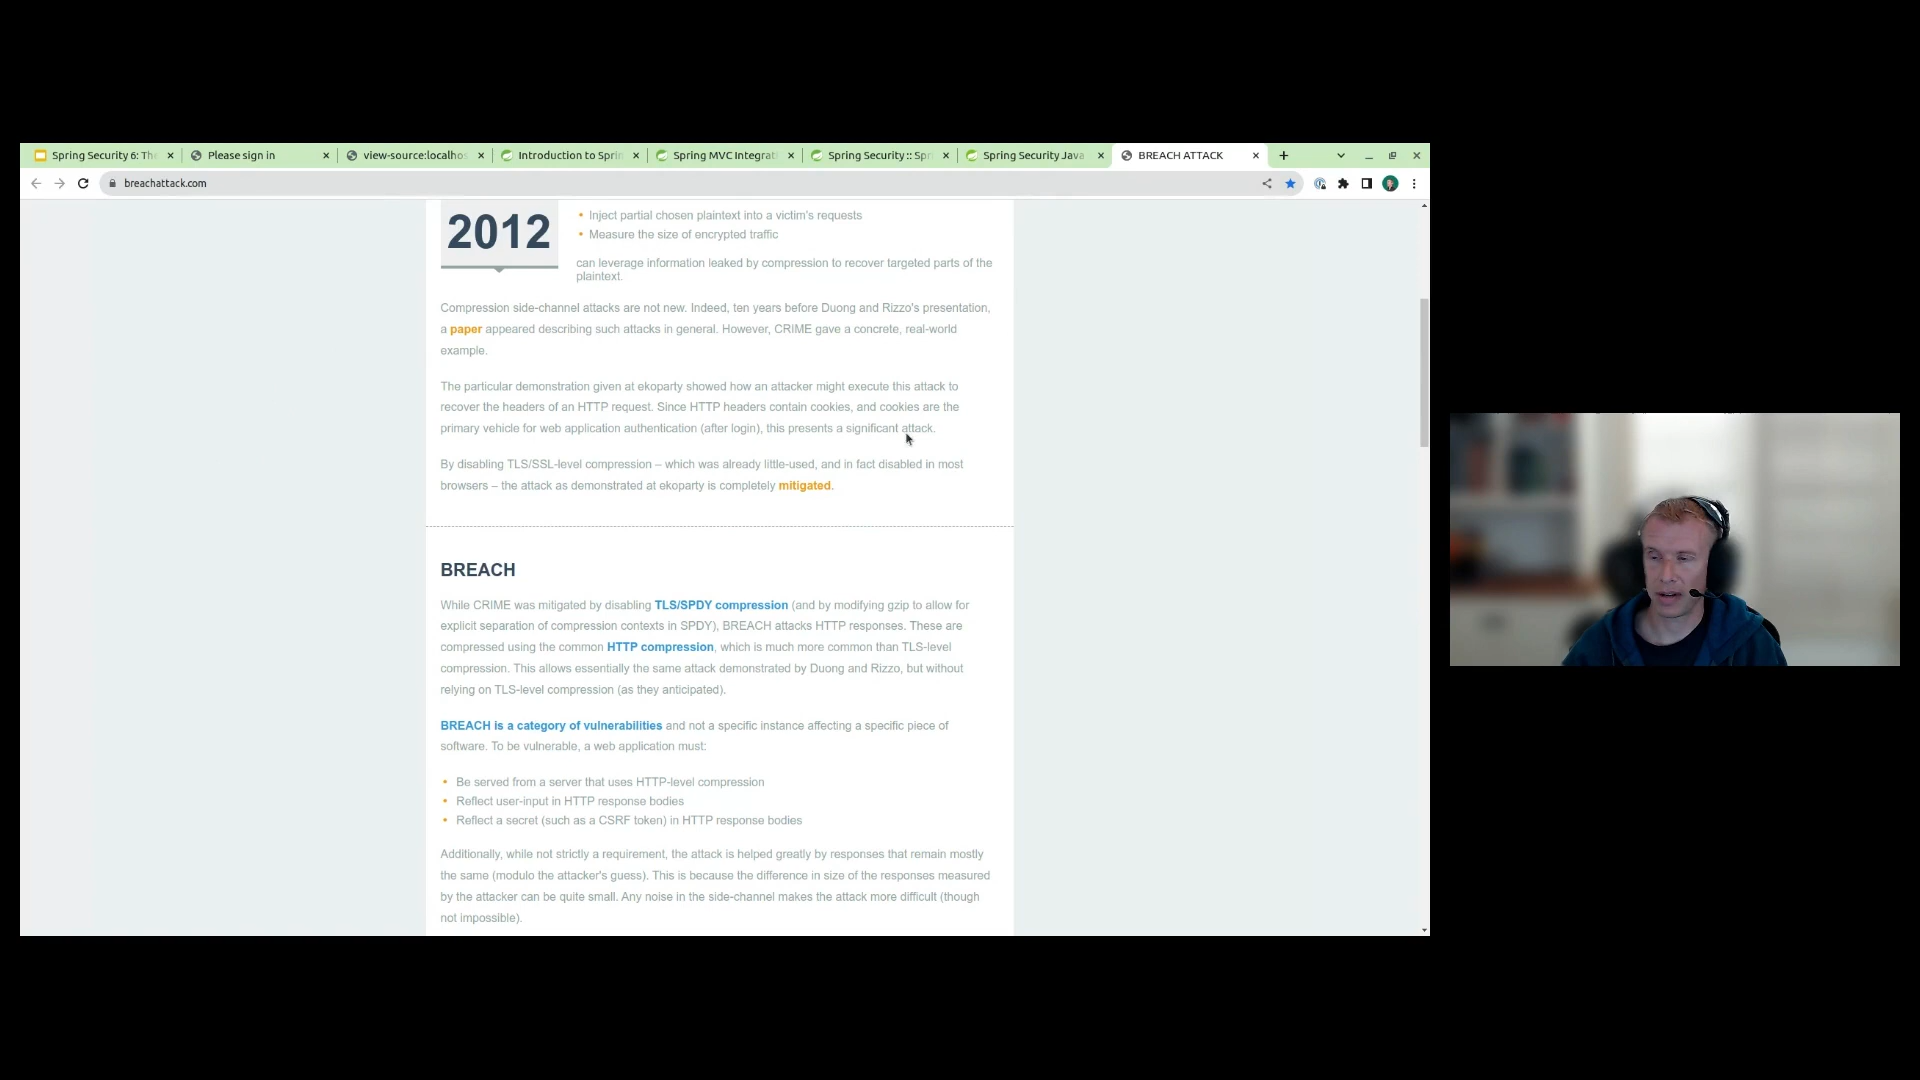 Spring Security 6: The
Please sign in
view-source:localhos
Introduction to Sprin
Spring MVC Integrat
Spring Security :: Spr
Spring Security Java
BREACH ATTACK
breachattack.com
2012
• Inject partial chosen plaintext into a victim's requests
• Measure the size of encrypted traffic
can leverage information leaked by compression to recover targeted parts of the
plaintext.
Compression side-channel attacks are not new. Indeed, ten years before Duong and Rizzo's presentation,
a paper appeared describing such attacks in general. However, CRIME gave a concrete, real-world
example.
The particular demonstration given at ekoparty showed how an attacker might execute this attack to
recover the headers of an HTTP request. Since HTTP headers contain cookies, and cookies are the
primary vehicle for web application authentication (after login), this presents a significant attack.
By disabling TLS/SSL-level compression – which was already little-used, and in fact disabled in most
browsers – the attack as demonstrated at ekoparty is completely mitigated.
BREACH
While CRIME was mitigated by disabling TLS/SPDY compression (and by modifying gzip to allow for
explicit separation of compression contexts in SPDY), BREACH attacks HTTP responses. These are
compressed using the common HTTP compression, which is much more common than TLS-level
compression. This allows essentially the same attack demonstrated by Duong and Rizzo, but without
relying on TLS-level compression (as they anticipated).
BREACH is a category of vulnerabilities and not a specific instance affecting a specific piece of
software. To be vulnerable, a web application must:
• Be served from a server that uses HTTP-level compression
• Reflect user-input in HTTP response bodies
• Reflect a secret (such as a CSRF token) in HTTP response bodies
Additionally, while not strictly a requirement, the attack is helped greatly by responses that remain mostly
the same (modulo the attacker's guess). This is because the difference in size of the responses measured
by the attacker can be quite small. Any noise in the side-channel makes the attack more difficult (though
not impossible).